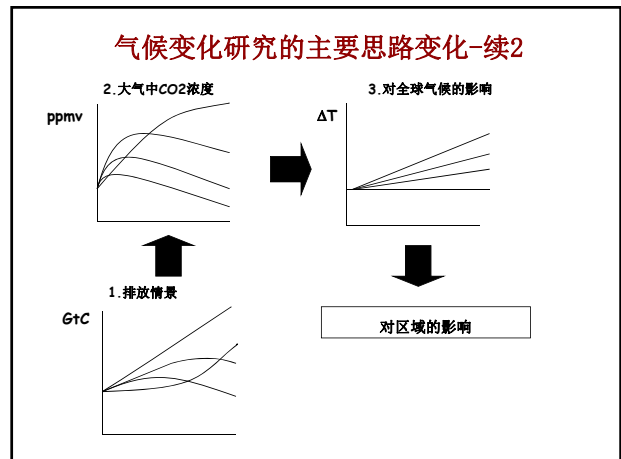 气候变化研究的主要思路变化-续2
2.大气中CO2浓度
3.对全球气候的影响
ppmv
ΔT
1.排放情景
GtC
对区域的影响